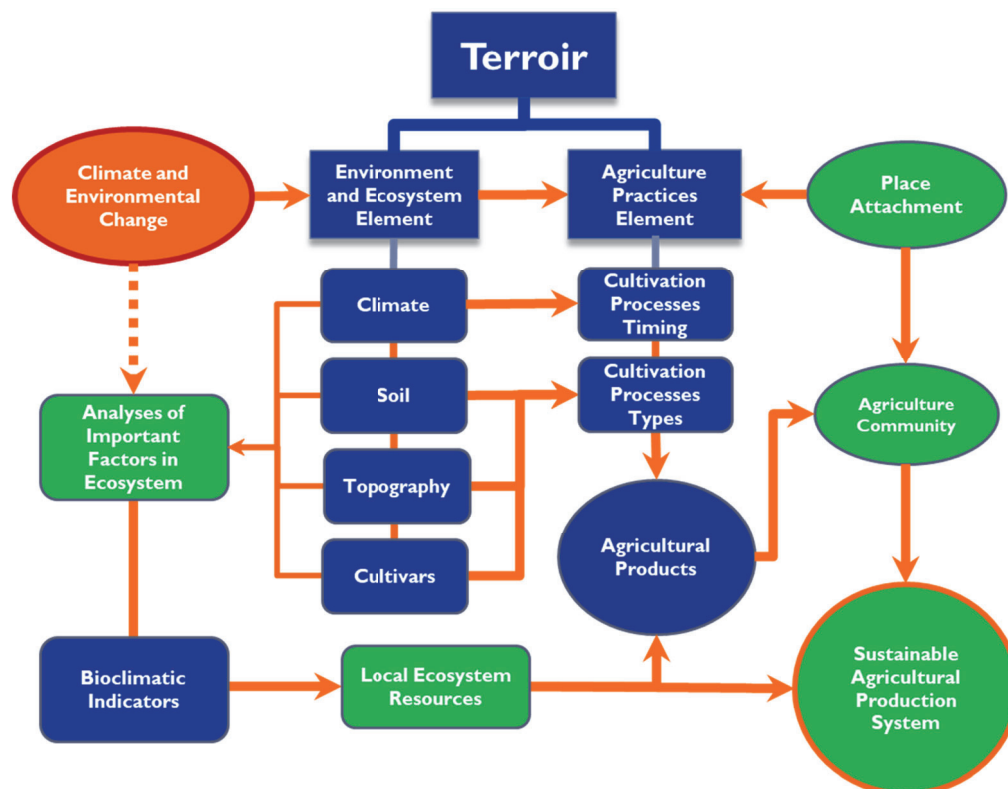 Terroir
Climate and
Environmental
Change
Environment
and Ecosystem
Element
Agriculture
Practices
Element
Place
Attachment
Climate
Cultivation
Processes
Timing
Analyses of
Important
Factors in
Ecosystem
Soil
Cultivation
Processes
Types
Agriculture
Community
Topography
Agricultural
Products
Cultivars
Bioclimatic
Indicators
Local Ecosystem
Resources
Sustainable
Agricultural
Production
System